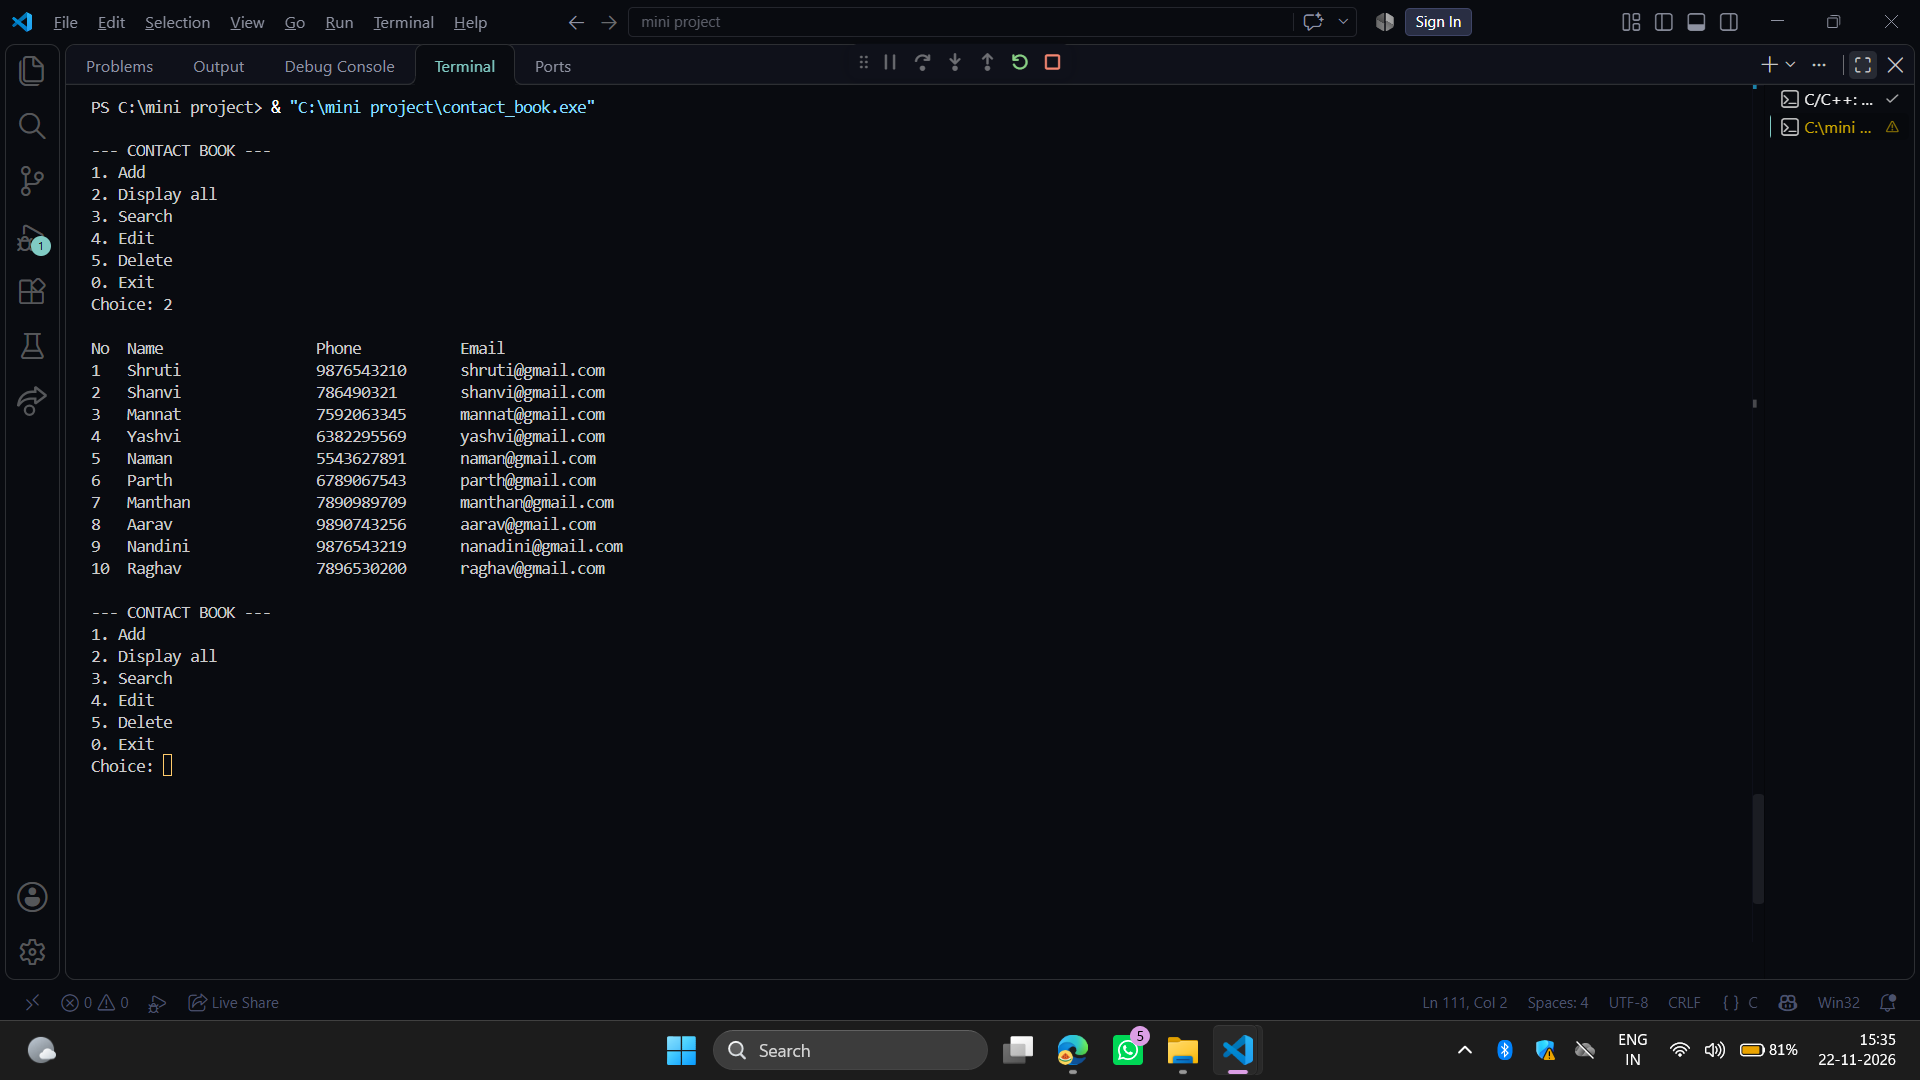 File Edit Selection View Go Run Terminal Help mini project Sign In
Problems Output Debug Console Terminal Ports
PS C:\mini project> & "C:\mini project\contact_book.exe"
C/C++: ...
C:\mini ...
--- CONTACT BOOK ---
1. Add
2. Display all
3. Search
4. Edit
5. Delete
0. Exit
Choice: 2
No Name Phone Email
1 Shruti 9876543210 shruti@gmail.com
2 Shanvi 786490321 shanvi@gmail.com
3 Mannat 7592063345 mannat@gmail.com
4 Yashvi 6382295569 yashvi@gmail.com
5 Naman 5543627891 naman@gmail.com
6 Parth 6789067543 parth@gmail.com
7 Manthan 7890989709 manthan@gmail.com
8 Aarav 9890743256 aarav@gmail.com
9 Nandini 9876543219 nanadini@gmail.com
10 Raghav 7896530200 raghav@gmail.com
--- CONTACT BOOK ---
1. Add
2. Display all
3. Search
4. Edit
5. Delete
0. Exit
Choice:
1
0 0 Live Share Ln 111, Col 2 Spaces: 4 UTF-8 CRLF { } C Win32
Search 5 ENG IN 81% 15:35
22-11-2026